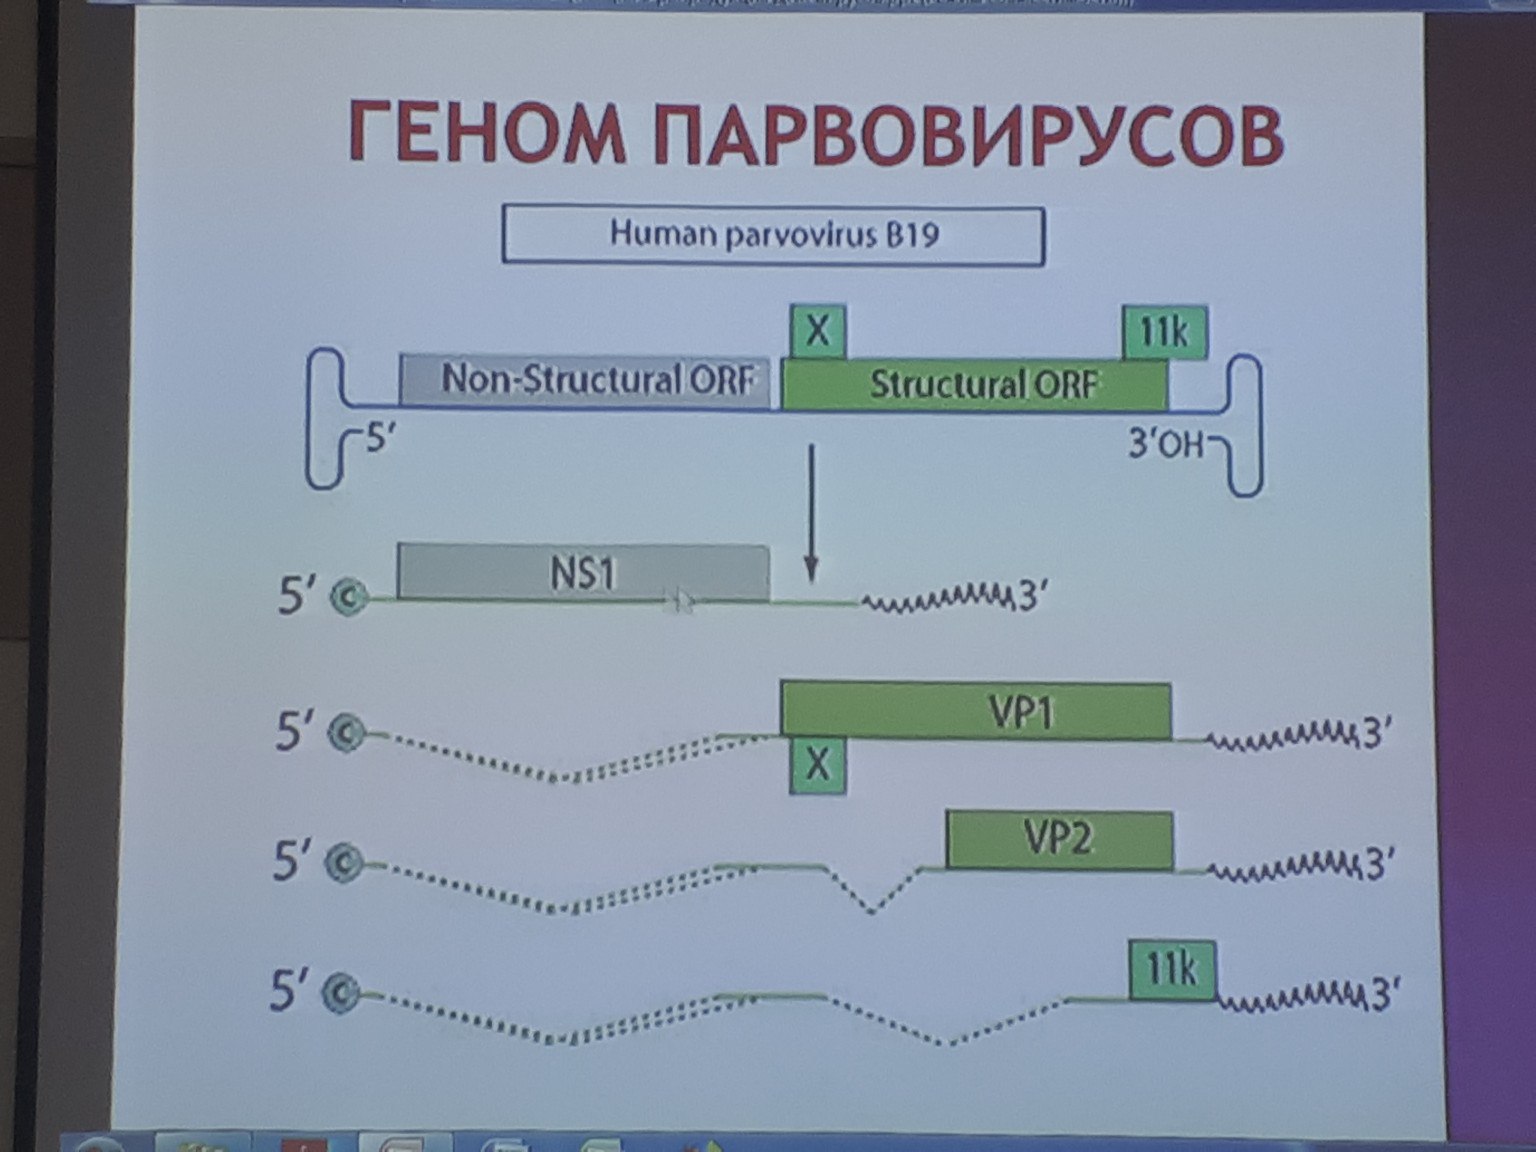 ГЕНОМ ПАРВОВИРУСОВ
Human parvovirus B19
X 11k
Non-Structural ORF Structural ORF
5′ 3′OH
NS1
5′ C 3′
VP1
5′ C 3′
X
VP2
5′ C 3′
11k
5′ C 3′